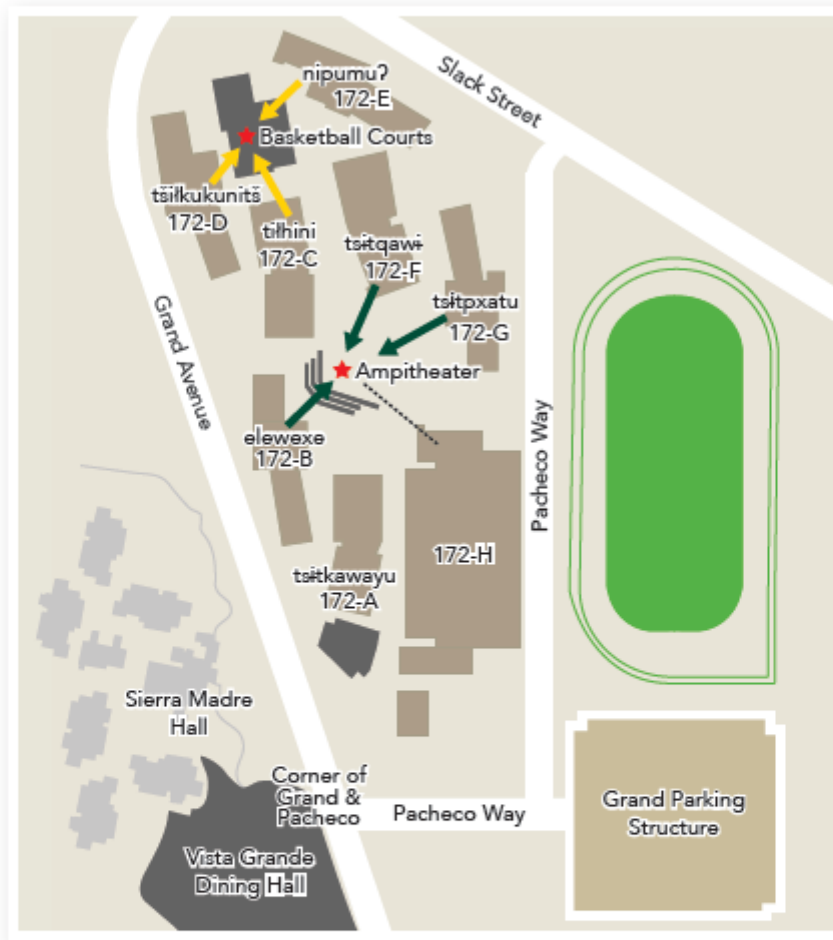 Slack Street
nipumuʔ
172-E
Basketball Courts
tšiłkukunitš
172-D
tiłhini
172-C
tsɨtqawɨ
172-F
tsɨtpxatu
172-G
Grand Avenue
Ampitheater
elewexe
172-B
Pacheco Way
172-H
tsɨtkawayu
172-A
Sierra Madre
Hall
Corner of
Grand &
Pacheco
Pacheco Way
Grand Parking
Structure
Vista Grande
Dining Hall